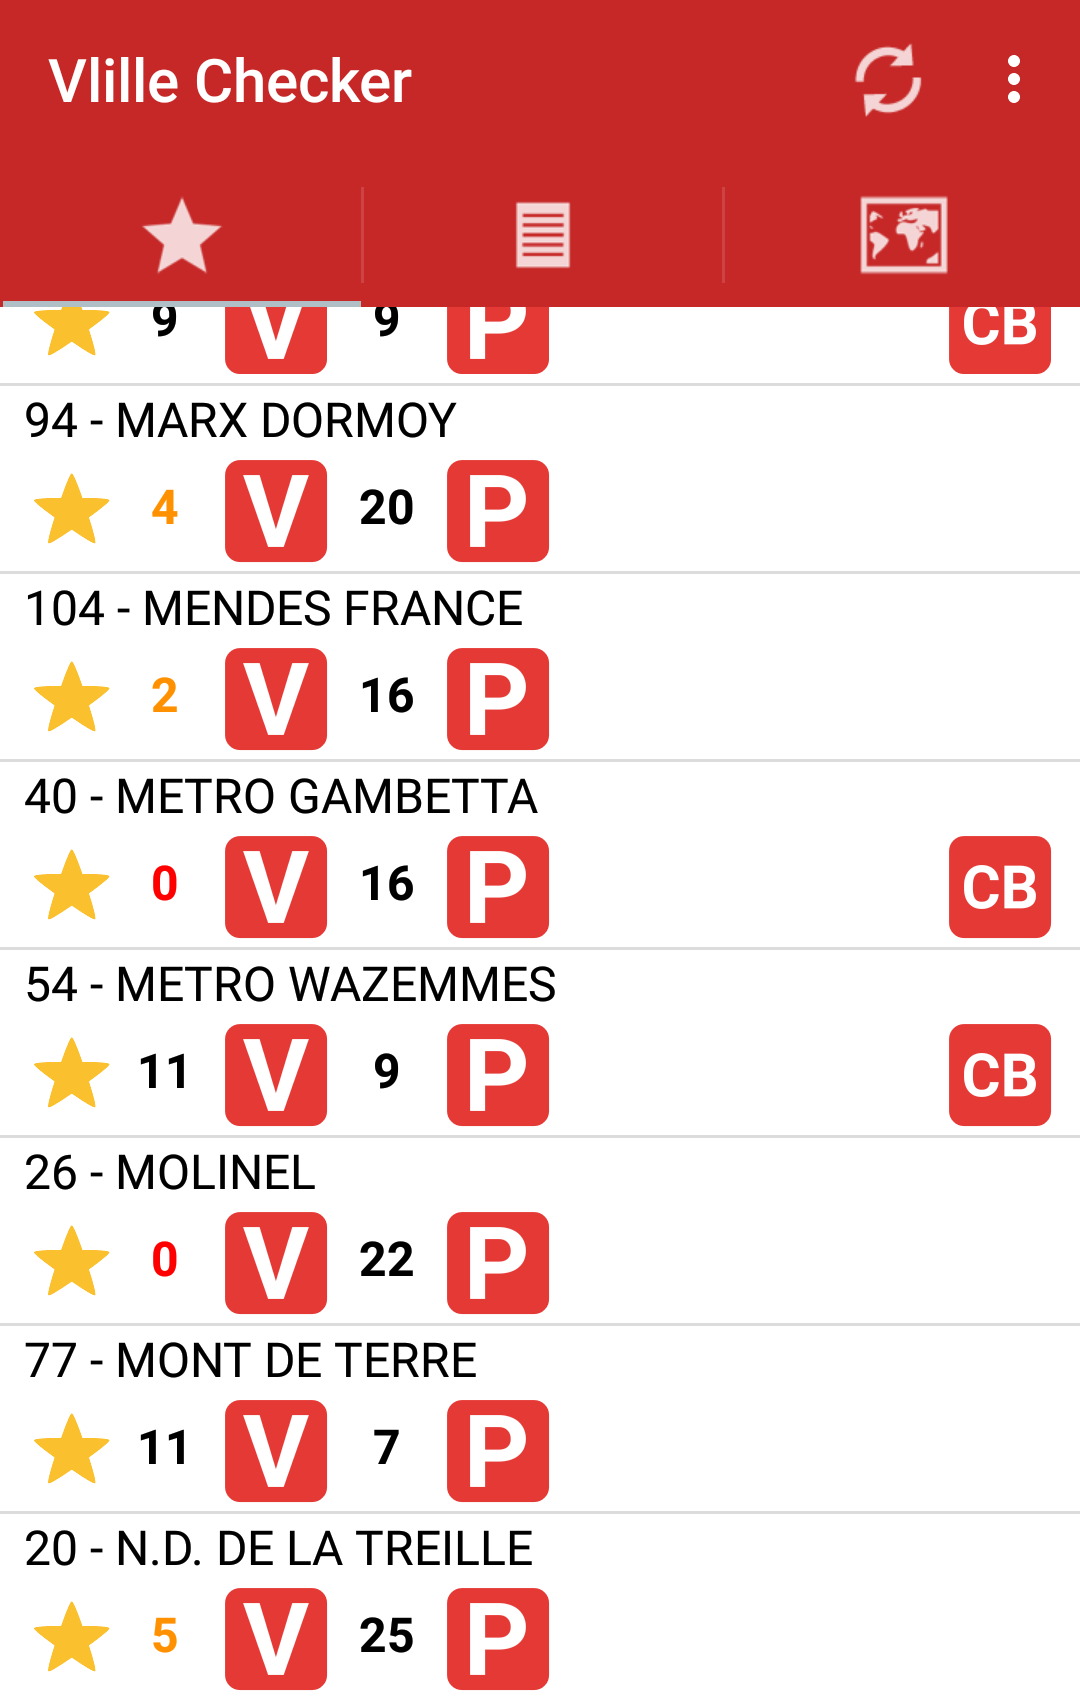 Vlille Checker
9 V 9 P CB
94 - MARX DORMOY
4 V 20 P
104 - MENDES FRANCE
2 V 16 P
40 - METRO GAMBETTA
0 V 16 P CB
54 - METRO WAZEMMES
11 V 9 P CB
26 - MOLINEL
0 V 22 P
77 - MONT DE TERRE
11 V 7 P
20 - N.D. DE LA TREILLE
5 V 25 P